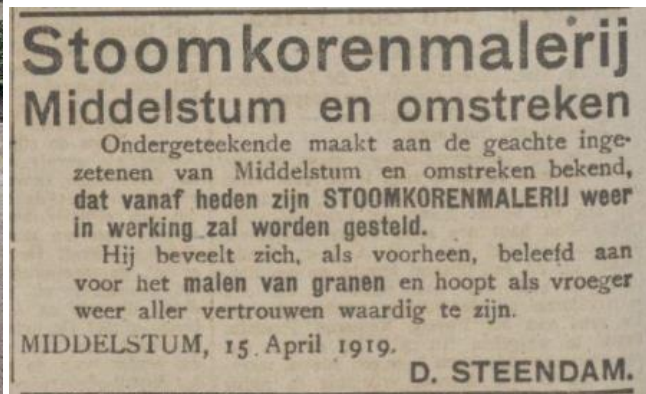 Stoomkorenmalerij
Middelstum en omstreken
Ondergeteekende maakt aan de geachte inge-
zetenen van Middelstum en omstreken bekend,
dat vanaf heden zijn STOOMKORENMALERIJ weer
in werking zal worden gesteld.
Hij beveelt zich, als voorheen, beleefd aan
voor het malen van granen en hoopt als vroeger
weer aller vertrouwen waardig te zijn.
MIDDELSTUM, 15 April 1919.
D. STEENDAM.